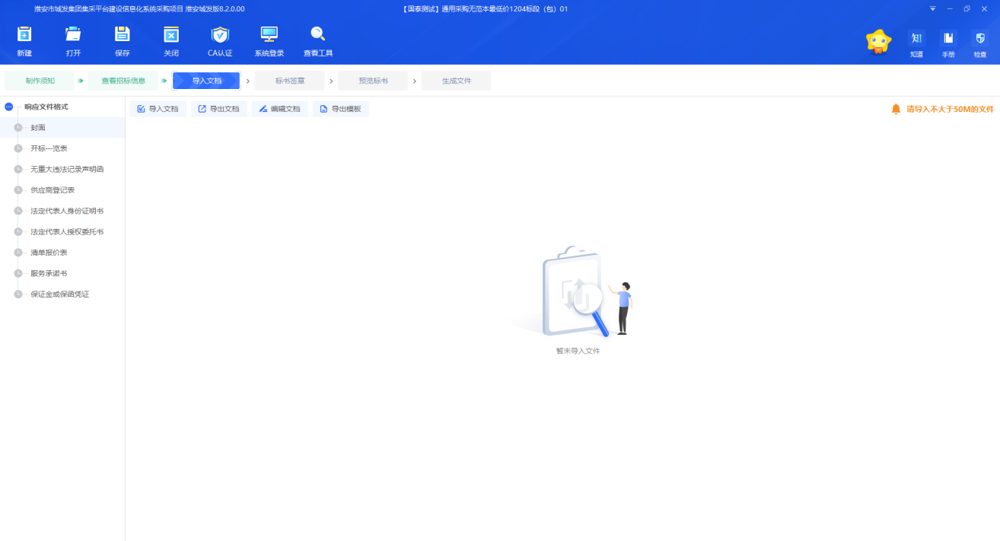 淮安市城发集团集采平台建设信息化系统采购项目 淮安城发版8.2.0.00
【国泰测试】通用采购无范本最低价1204标段（包）01
新建
打开
保存
关闭
CA认证
系统登录
查看工具
知
知道
手册
检查
制作须知
查看招标信息
导入文档
标书签章
预览标书
生成文件
响应文件格式
封面
开标一览表
无重大违法记录声明函
供应商登记表
法定代表人身份证明书
法定代表人授权委托书
清单报价表
服务承诺书
保证金或保函凭证
导入文档
导出文档
编辑文档
导出模板
请导入不大于50M的文件
暂未导入文件